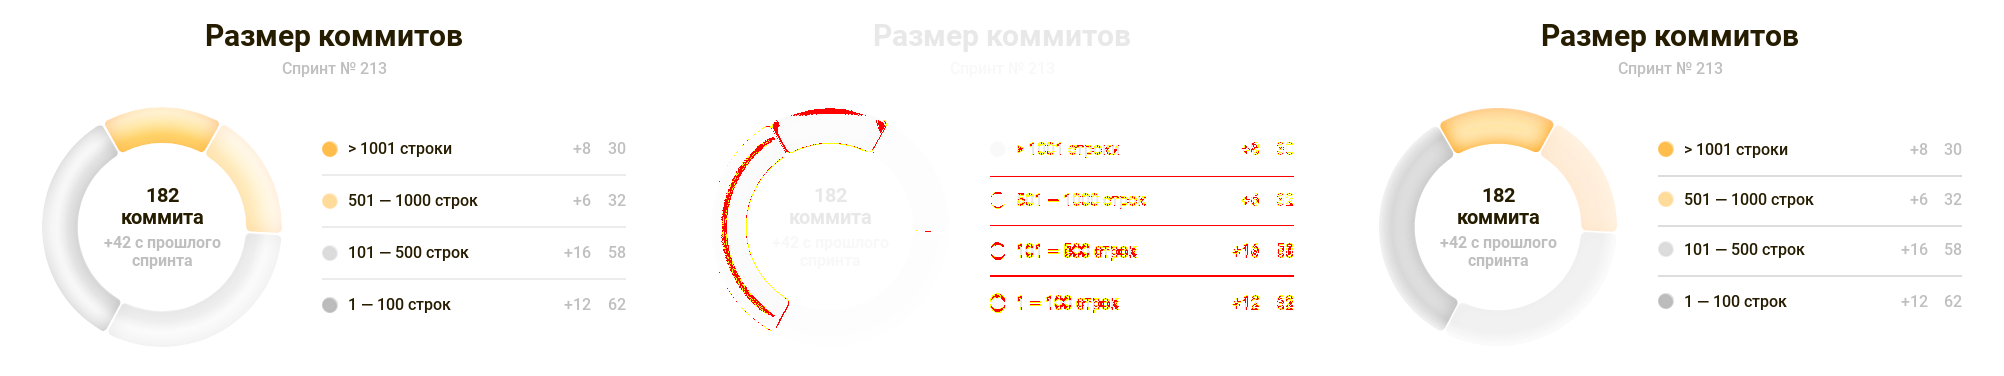 Размер коммитов
Спринт № 213
182
коммита
+42 с прошлого
спринта
> 1001 строки +8 30
501 — 1000 строк +6 32
101 — 500 строк +16 58
1 — 100 строк +12 62
Размер коммитов
Спринт № 213
182
коммита
+42 с прошлого
спринта
> 1001 строки +8 30
501 — 1000 строк +6 32
101 — 500 строк +16 58
1 — 100 строк +12 62
Размер коммитов
Спринт № 213
182
коммита
+42 с прошлого
спринта
> 1001 строки +8 30
501 — 1000 строк +6 32
101 — 500 строк +16 58
1 — 100 строк +12 62